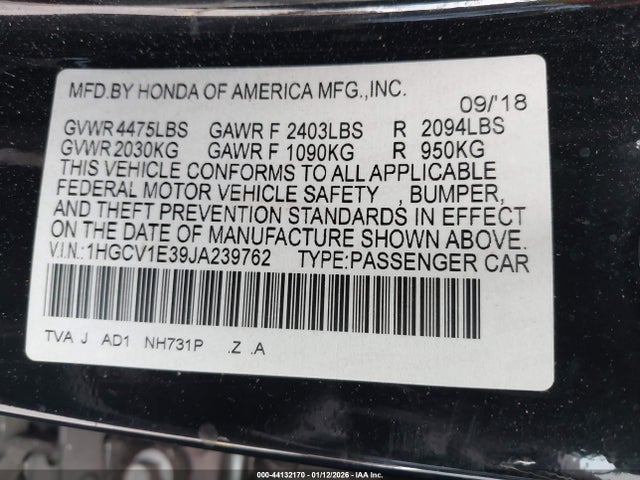 MFD.BY HONDA OF AMERICA MFG.,INC.
09/'18
GVWR 4475LBS GAWR F 2403LBS R 2094LBS
GVWR 2030KG GAWR F 1090KG R 950KG
THIS VEHICLE CONFORMS TO ALL APPLICABLE
FEDERAL MOTOR VEHICLE SAFETY , BUMPER,
AND THEFT PREVENTION STANDARDS IN EFFECT
ON THE DATE OF MANUFACTURE SHOWN ABOVE.
V.I.N.:1HGCV1E39JA239762 TYPE:PASSENGER CAR
TVA J AD1 NH731P .Z .A
000-44132170 - 01/12/2026 - IAA Inc.